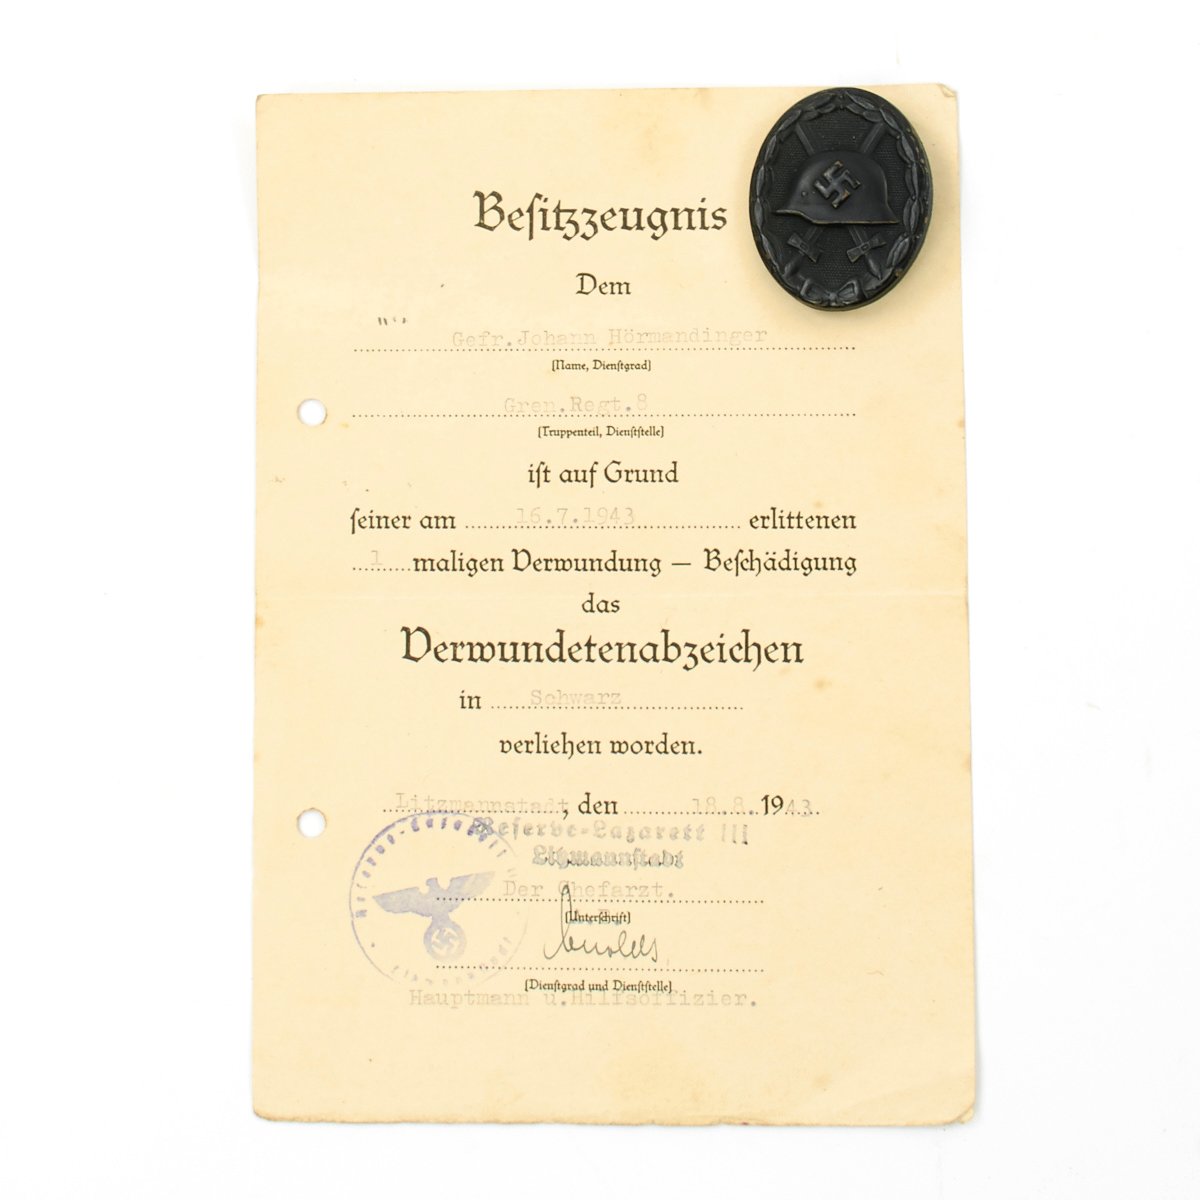 Besitzzeugnis
Dem
Gefr.Johann Hörmandinger
(Name, Dienstgrad)
Gren.Regt.8
(Truppenteil, Dienststelle)
ist auf Grund
seiner am 16.7.1943 erlittenen
1 maligen Verwundung — Beschädigung
das
Verwundetenabzeichen
in Schwarz
verliehen worden.
Litzmannstadt, den 18.8. 1943.
Reserve-Lazarett III
Litzmannstadt
Der Chefarzt.
(Unterschrift)
(Dienstgrad und Dienststelle)
Hauptmann u.Hilfsoffizier.